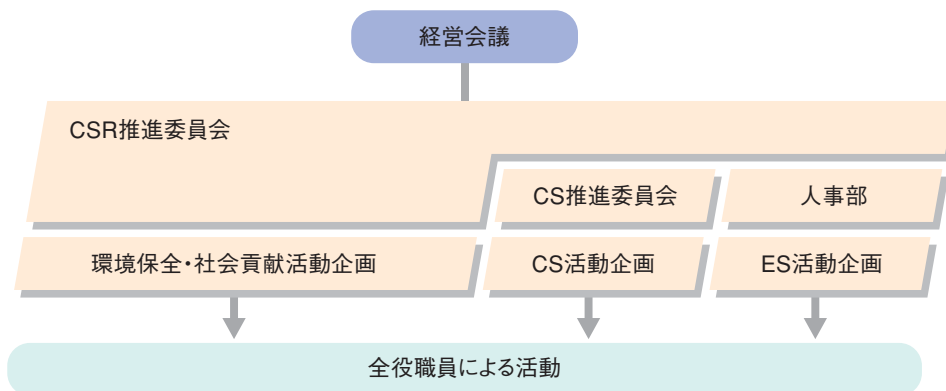 経営会議
CSR推進委員会
CS推進委員会
人事部
環境保全・社会貢献活動企画
CS活動企画
ES活動企画
全役職員による活動